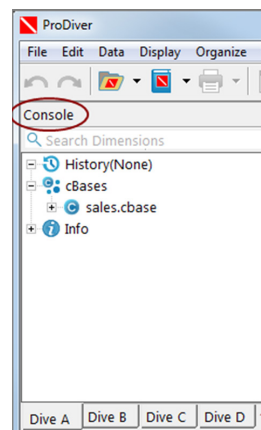 ProDiver
File Edit Data Display Organize
Console
Search Dimensions
History(None)
cBases
sales.cbase
Info
Dive A Dive B Dive C Dive D